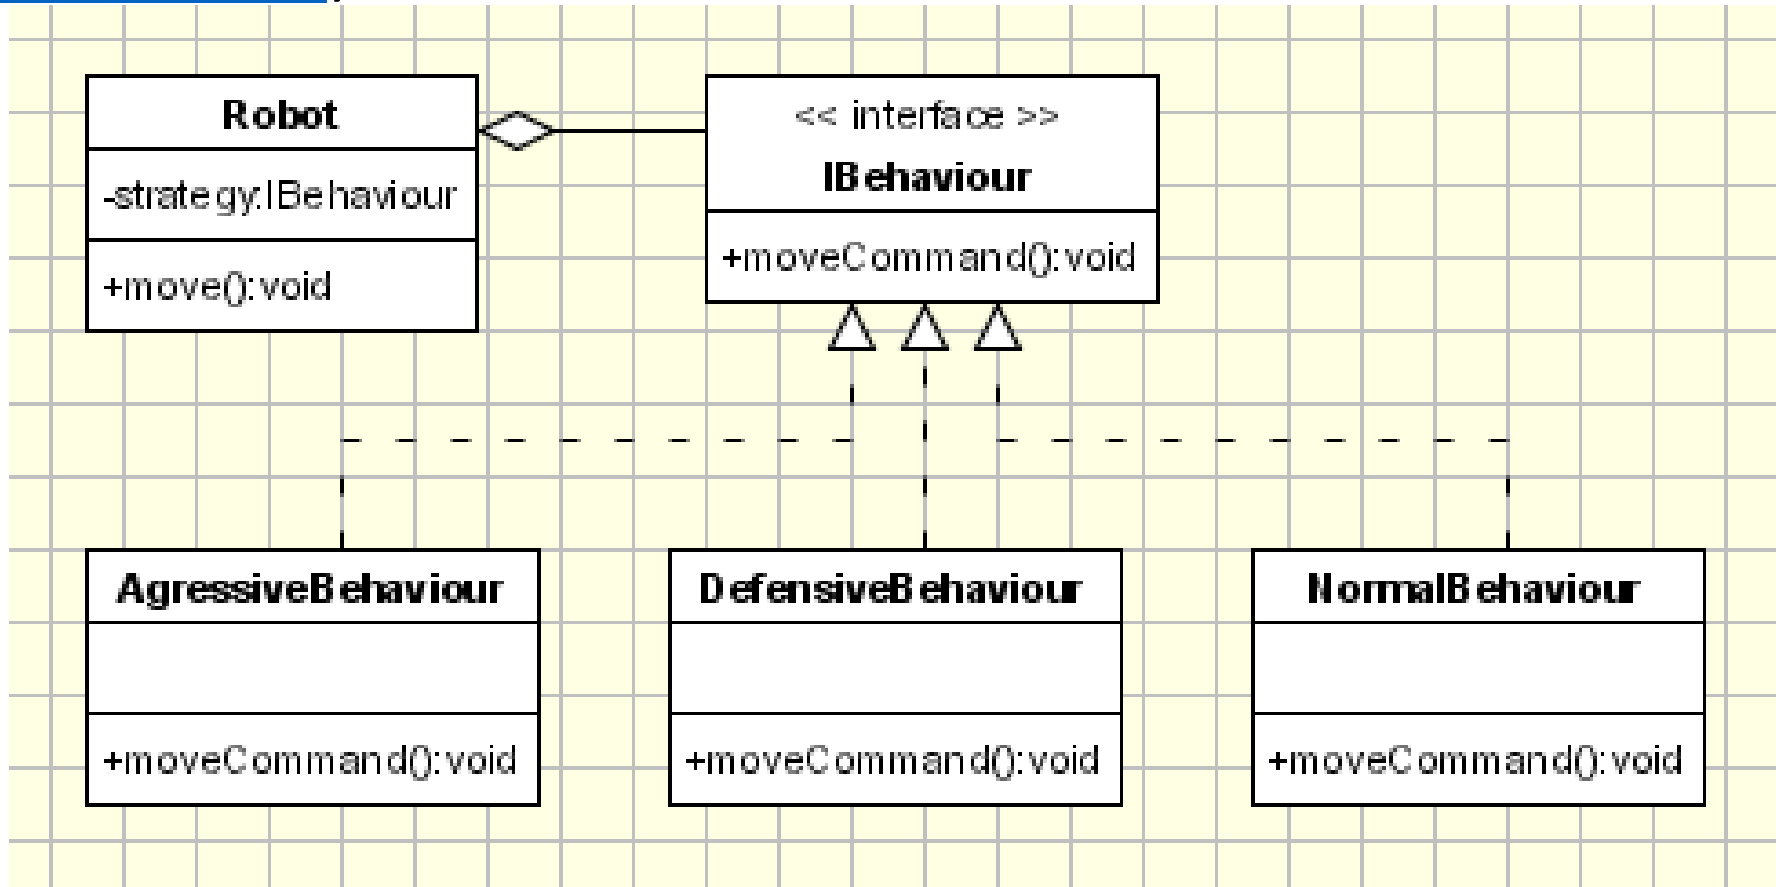 Robot
-strategy:IBehaviour
+move():void
<< interface >>
IBehaviour
+moveCommand():void
AgressiveBehaviour
+moveCommand():void
DefensiveBehaviour
+moveCommand():void
NormalBehaviour
+moveCommand():void